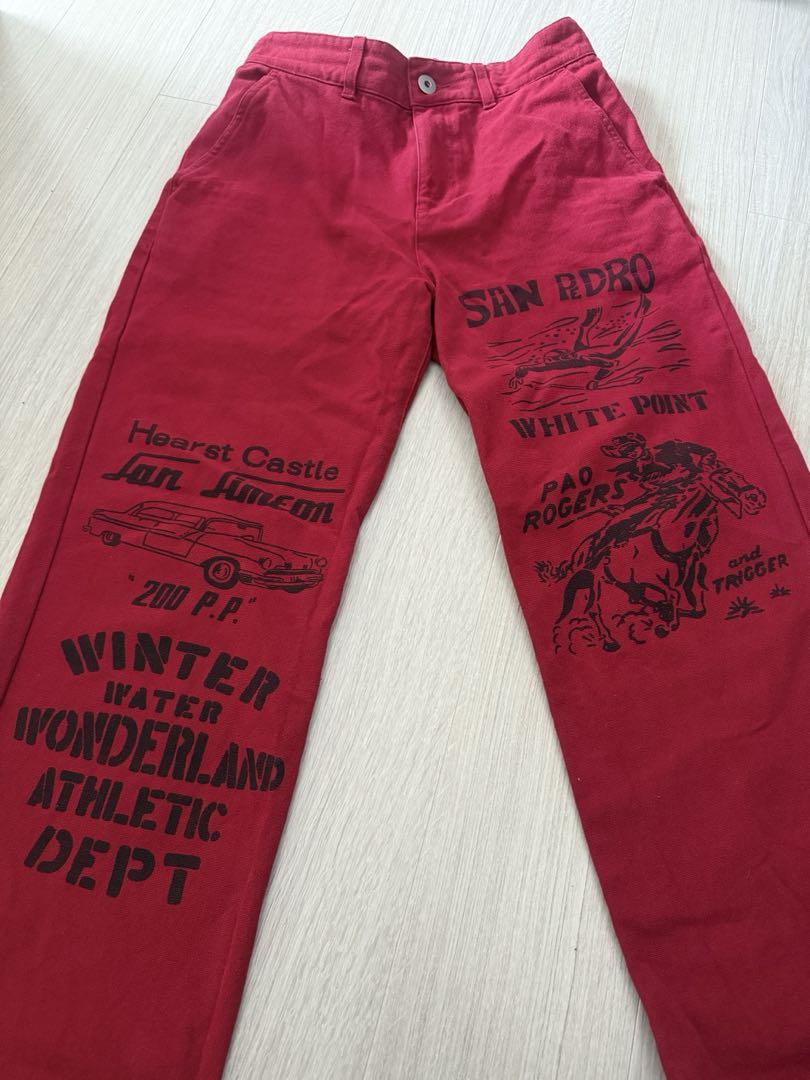 Hearst Castle
San Simeon
"200 P.P."
WINTER
WATER
WONDERLAND
ATHLETIC
DEPT
SAN PEDRO
WHITE POINT
PAO
ROGERS
and
TRIGGER